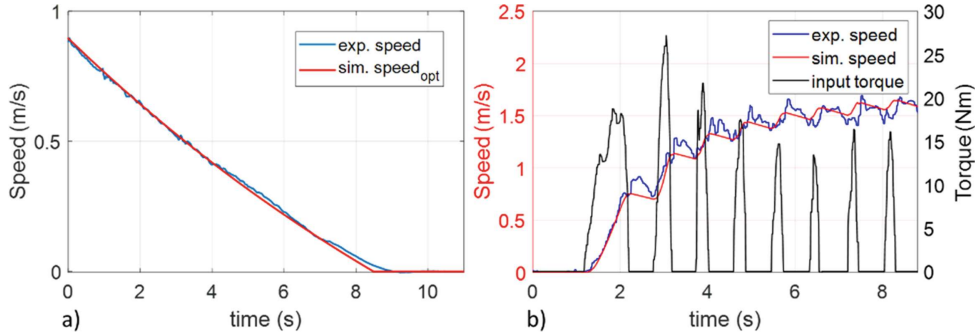 1
0.5
0
Speed (m/s)
exp. speed
sim. speed_opt
0 2 4 6 8 10
a) time (s)
2.5
2
1.5
1
0.5
0
Speed (m/s)
exp. speed
sim. speed
input torque
30
25
20
15
10
5
0
Torque (Nm)
0 2 4 6 8
b) time (s)